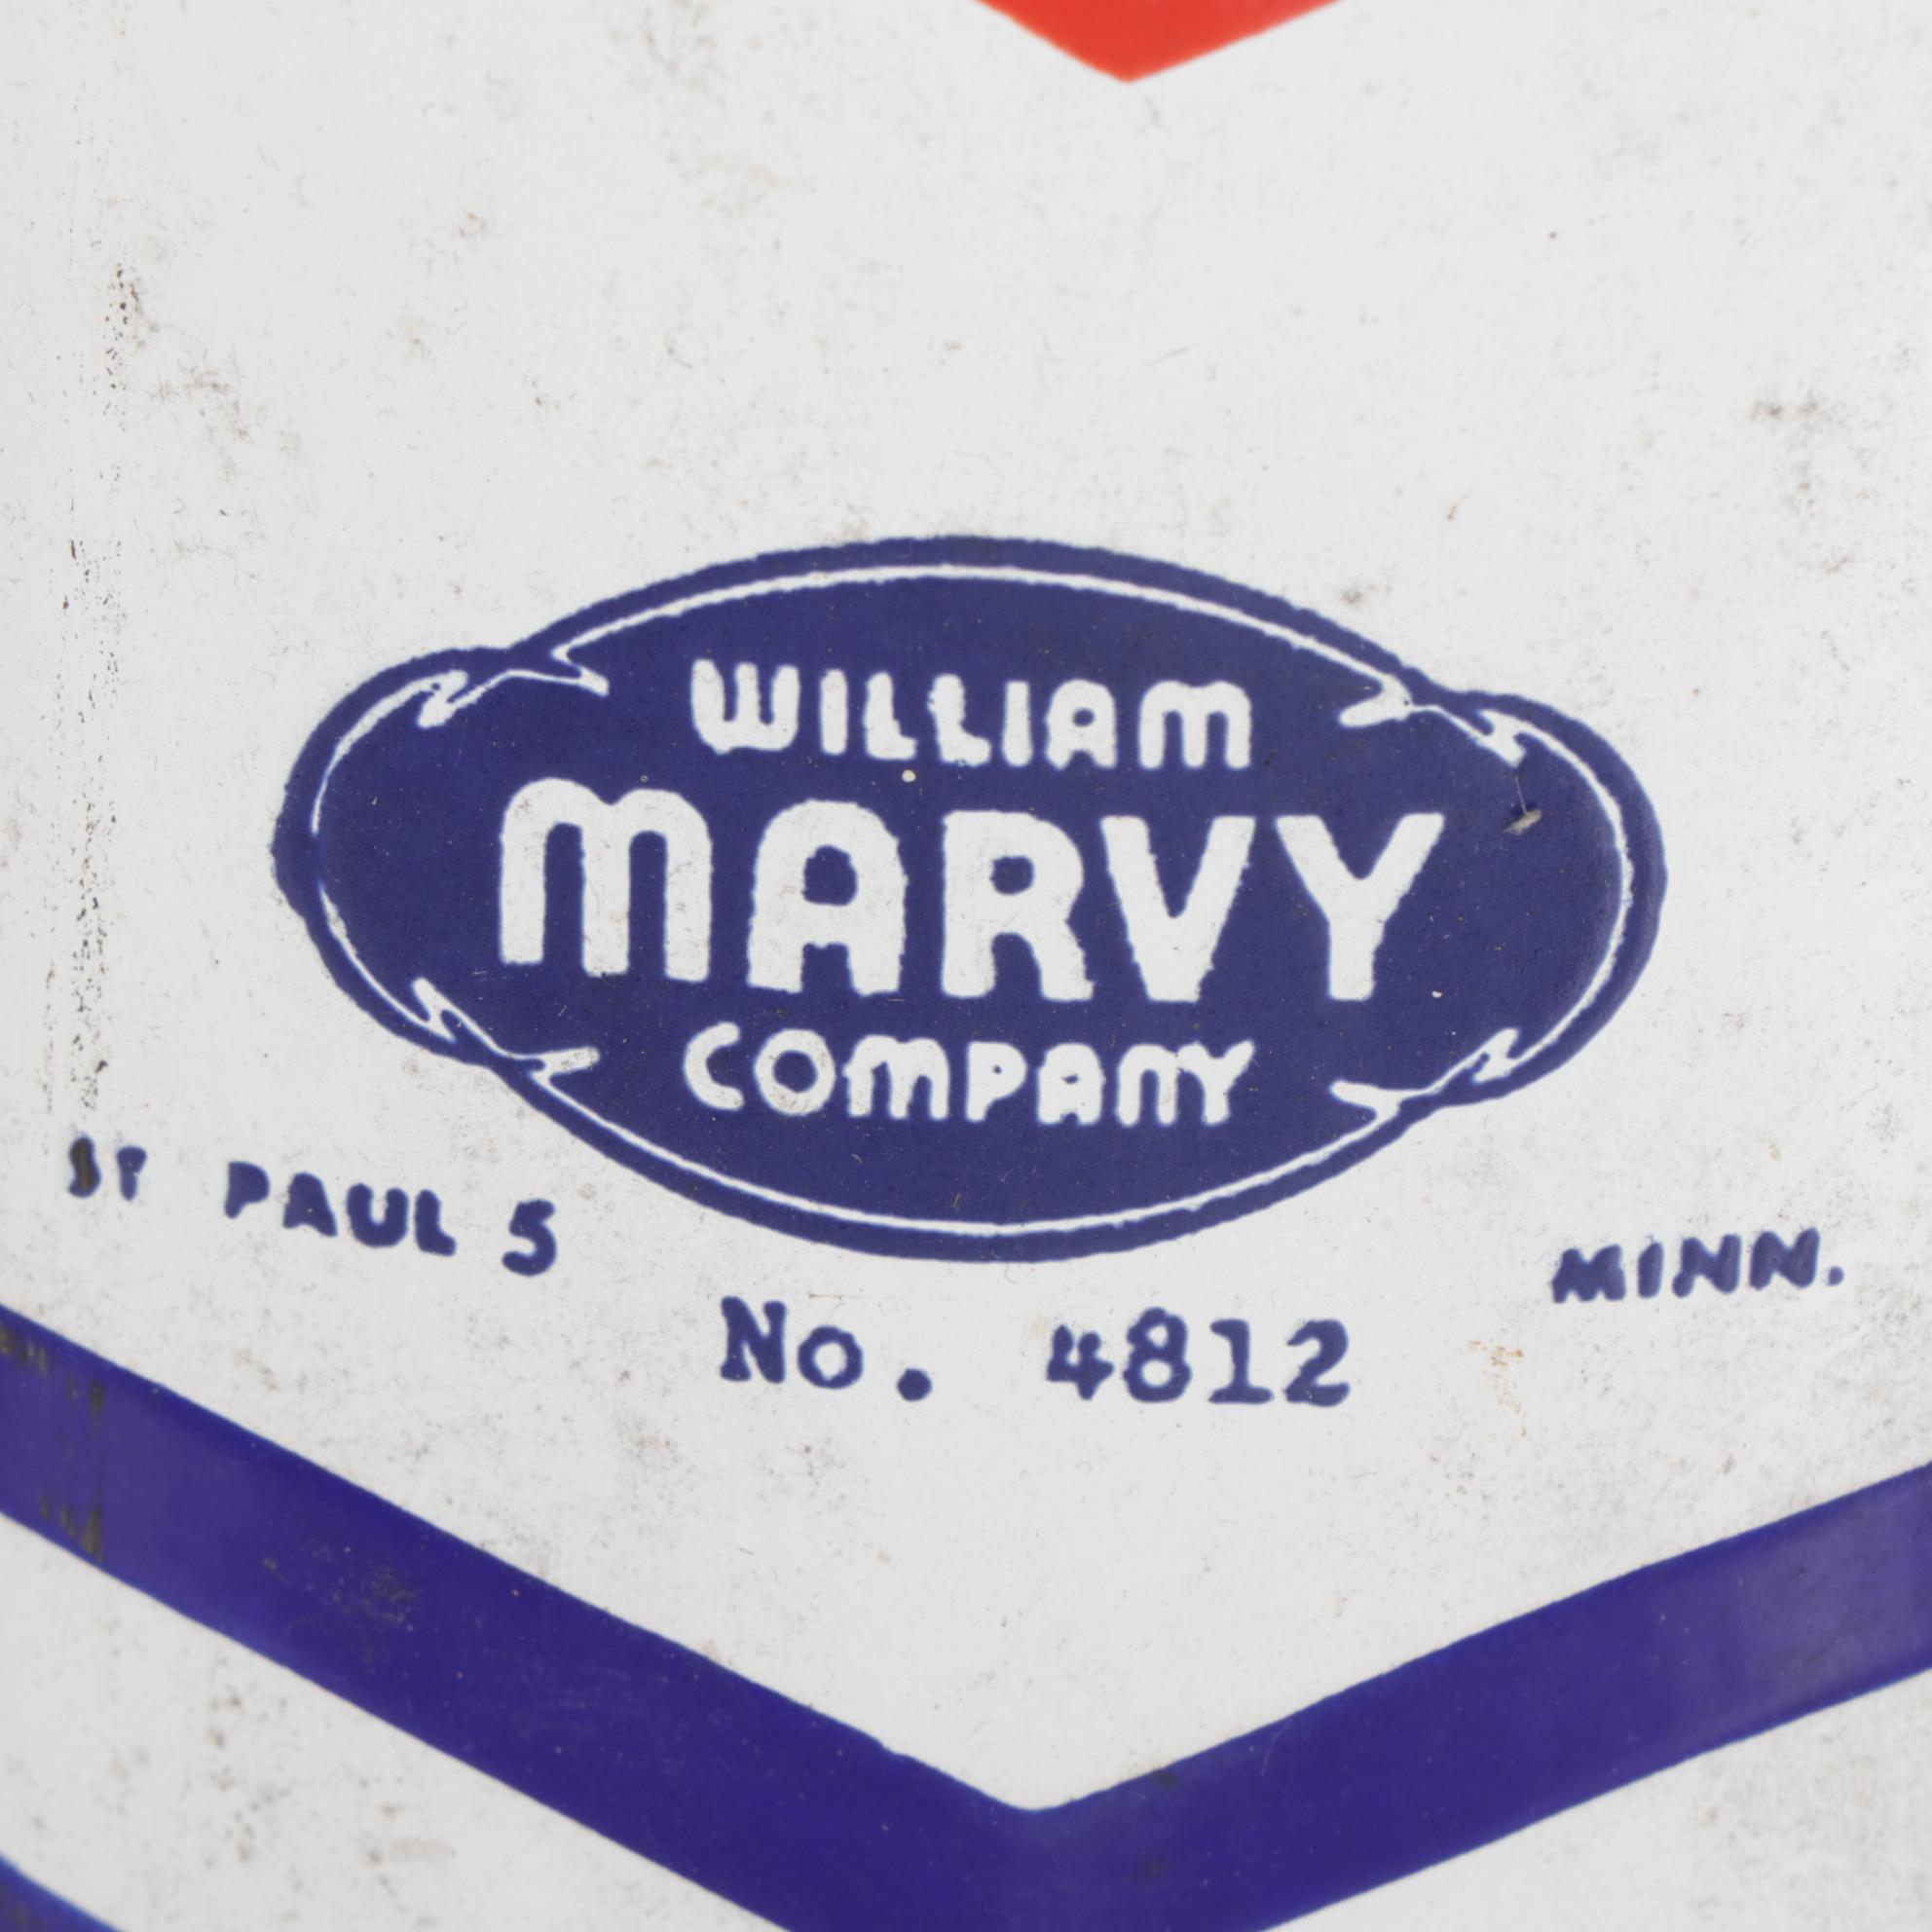 WILLIAM
MARVY
COMPANY
ST PAUL 5 MINN.
No. 4812